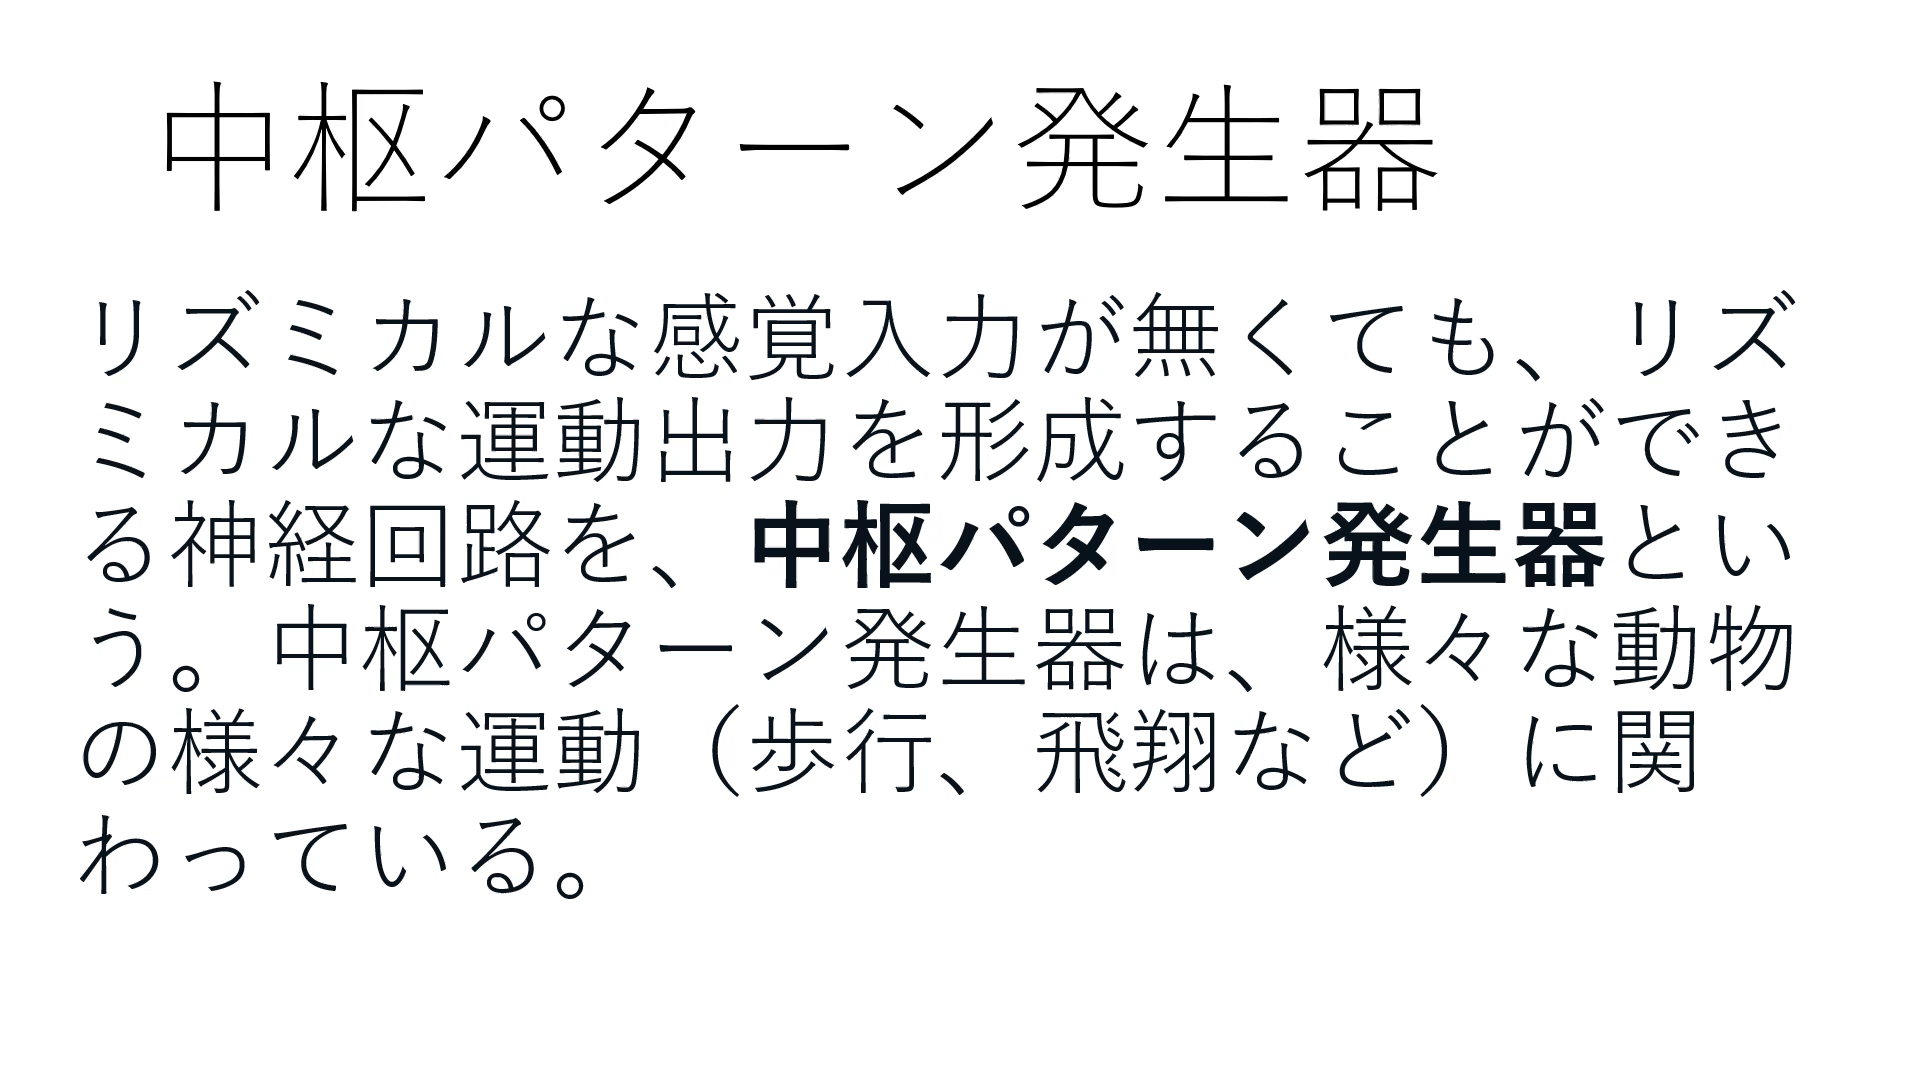 中枢パターン発生器
リズミカルな感覚入力が無くても、リズ
ミカルな運動出力を形成することができ
る神経回路を、中枢パターン発生器とい
う。中枢パターン発生器は、様々な動物
の様々な運動（歩行、飛翔など）に関
わっている。